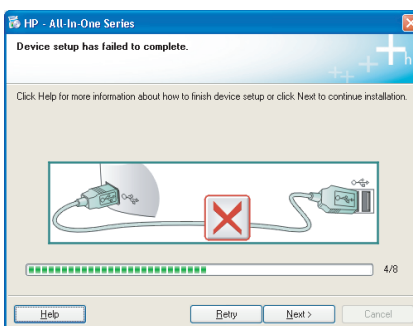 HP - All-In-One Series
Device setup has failed to complete.
h
Click Help for more information about how to finish device setup or click Next to continue installation.
4/8
Help
Retry
Next >
Cancel